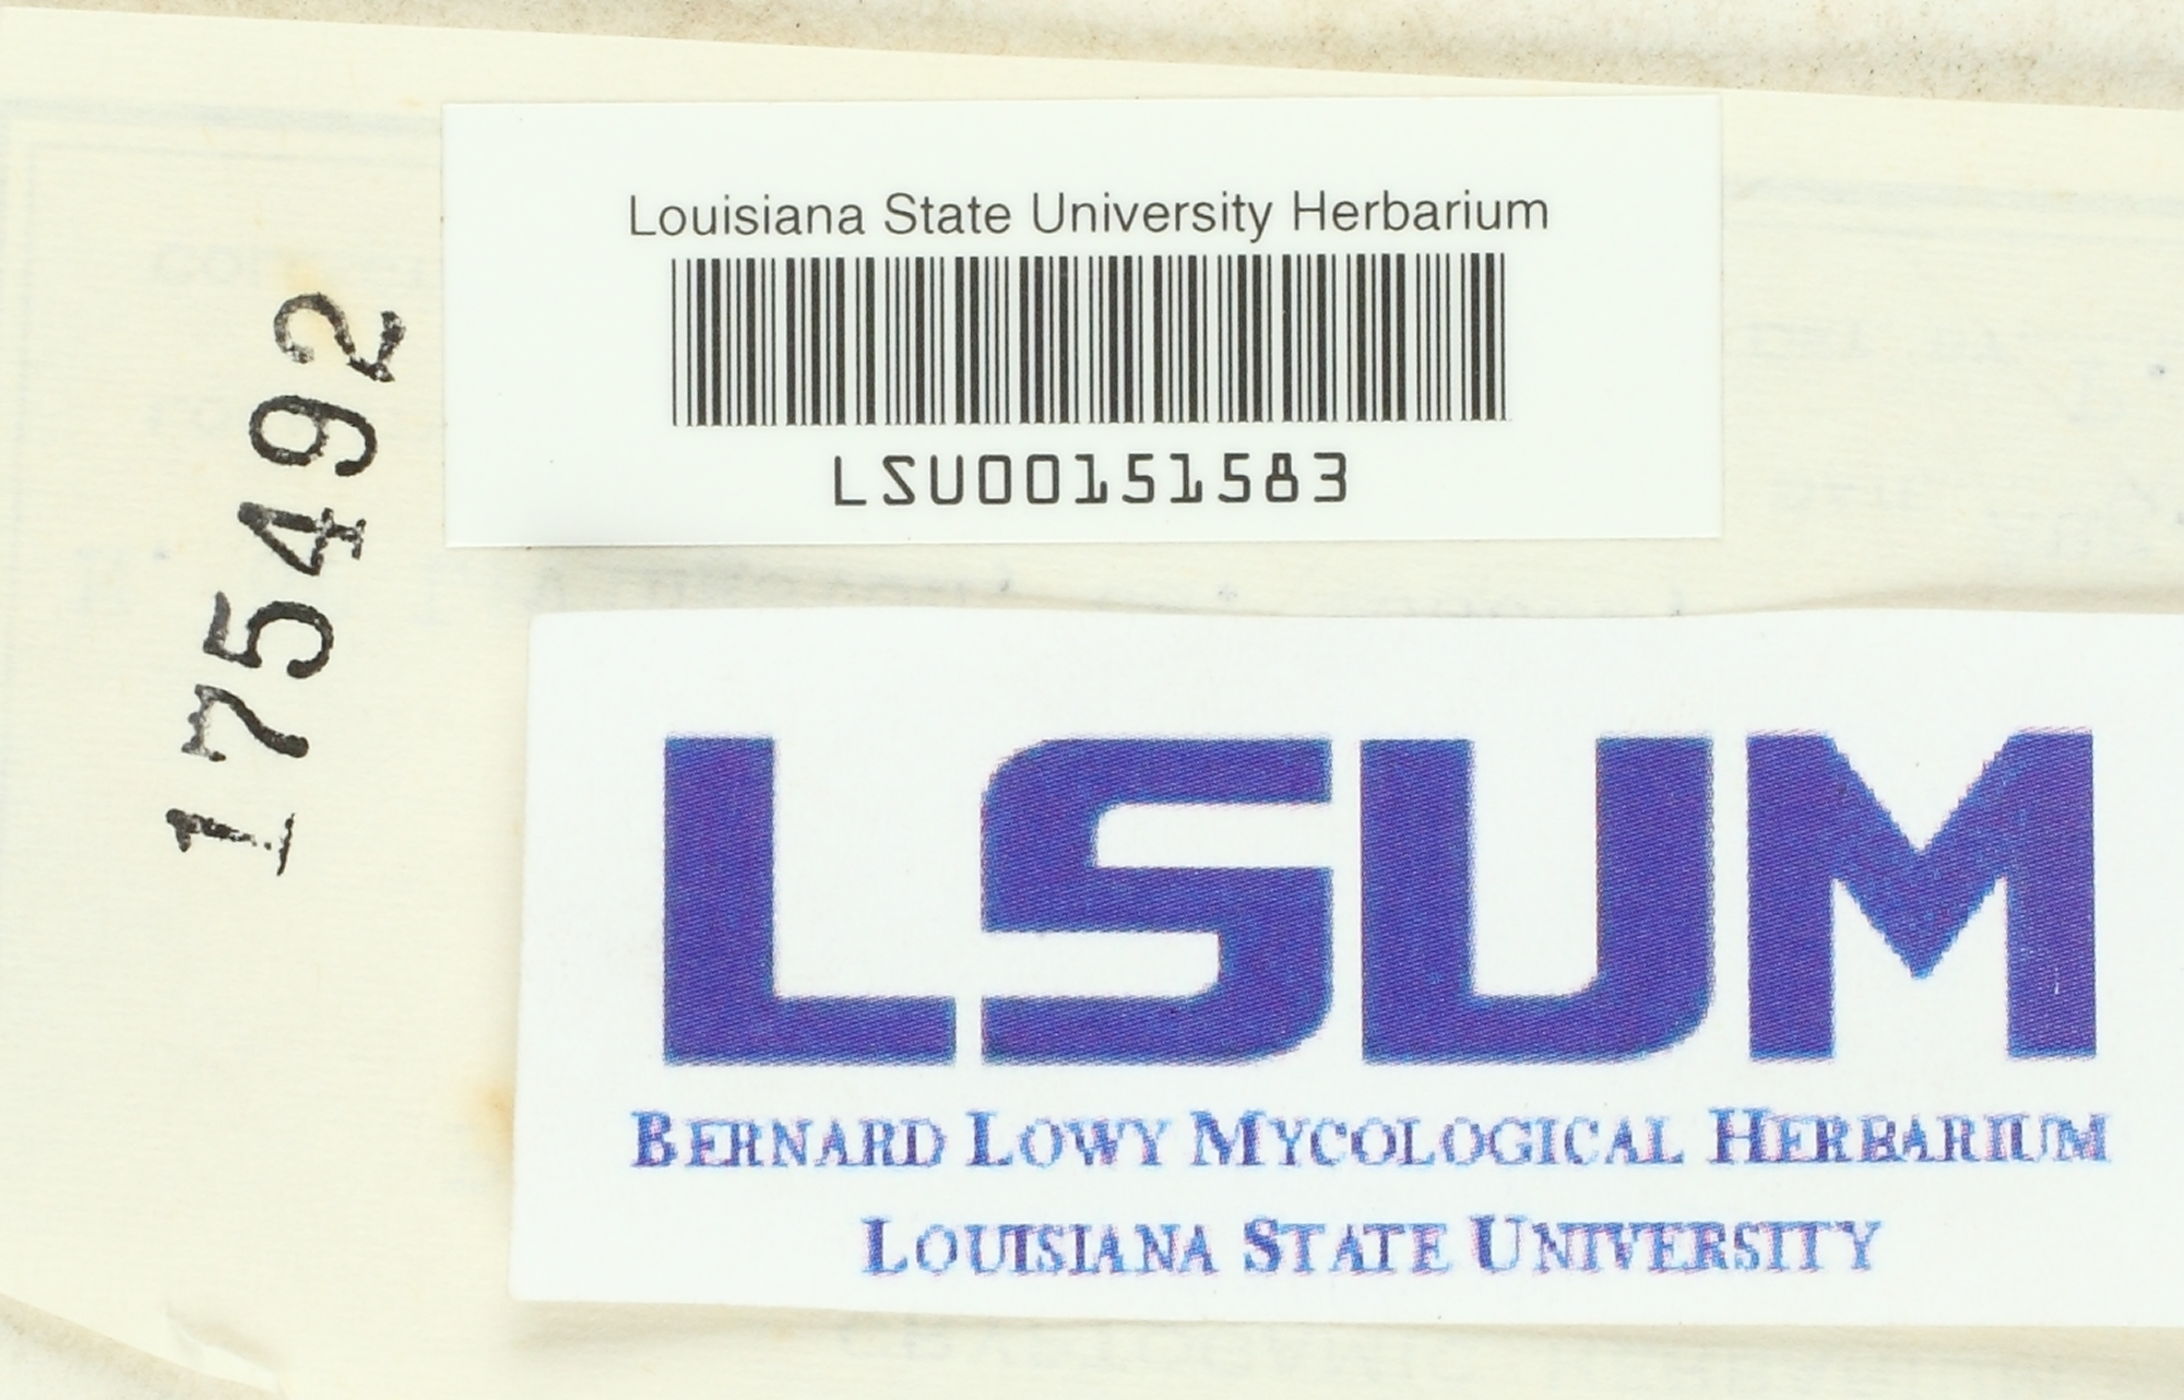 175492
Louisiana State University Herbarium
LSU00151583
LSUM
BERNARD LOWY MYCOLOGICAL HERBARIUM
LOUISIANA STATE UNIVERSITY